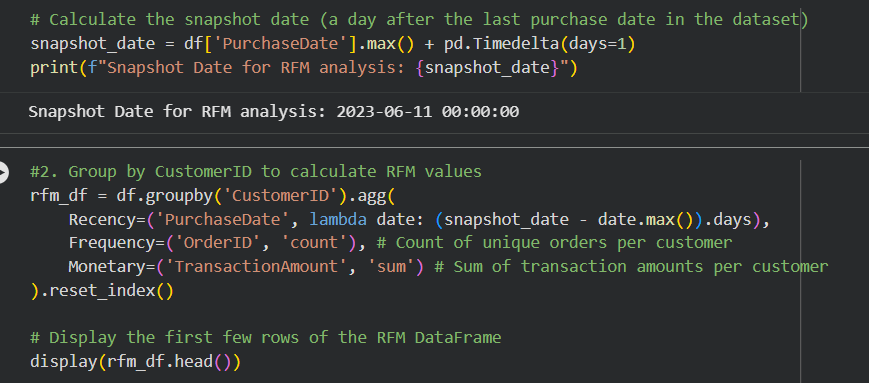 # Calculate the snapshot date (a day after the last purchase date in the dataset)
snapshot_date = df['PurchaseDate'].max() + pd.Timedelta(days=1)
print(f"Snapshot Date for RFM analysis: {snapshot_date}")
Snapshot Date for RFM analysis: 2023-06-11 00:00:00
#2. Group by CustomerID to calculate RFM values
rfm_df = df.groupby('CustomerID').agg(
    Recency=('PurchaseDate', lambda date: (snapshot_date - date.max()).days),
    Frequency=('OrderID', 'count'), # Count of unique orders per customer
    Monetary=('TransactionAmount', 'sum') # Sum of transaction amounts per customer
).reset_index()
# Display the first few rows of the RFM DataFrame
display(rfm_df.head())